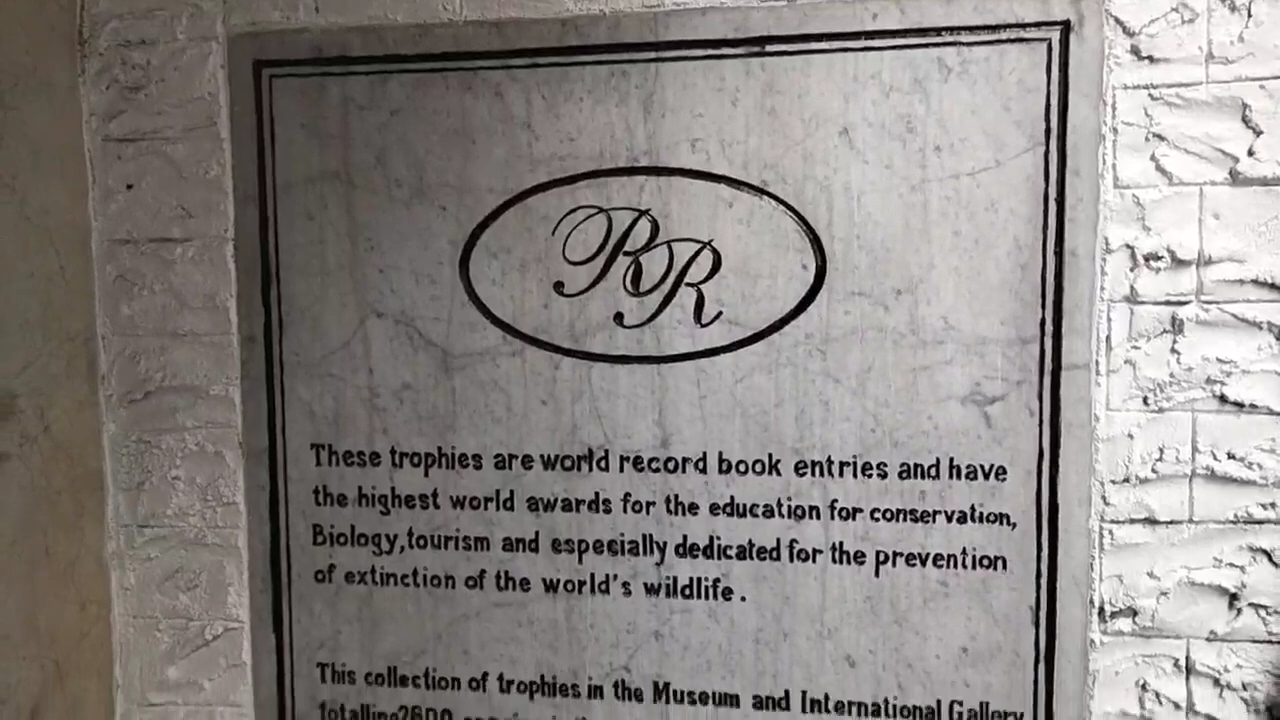 RR
These trophies are world record book entries and have
the highest world awards for the education for conservation,
Biology,tourism and especially dedicated for the prevention
of extinction of the world's wildlife.
This collection of trophies in the Museum and International Gallery